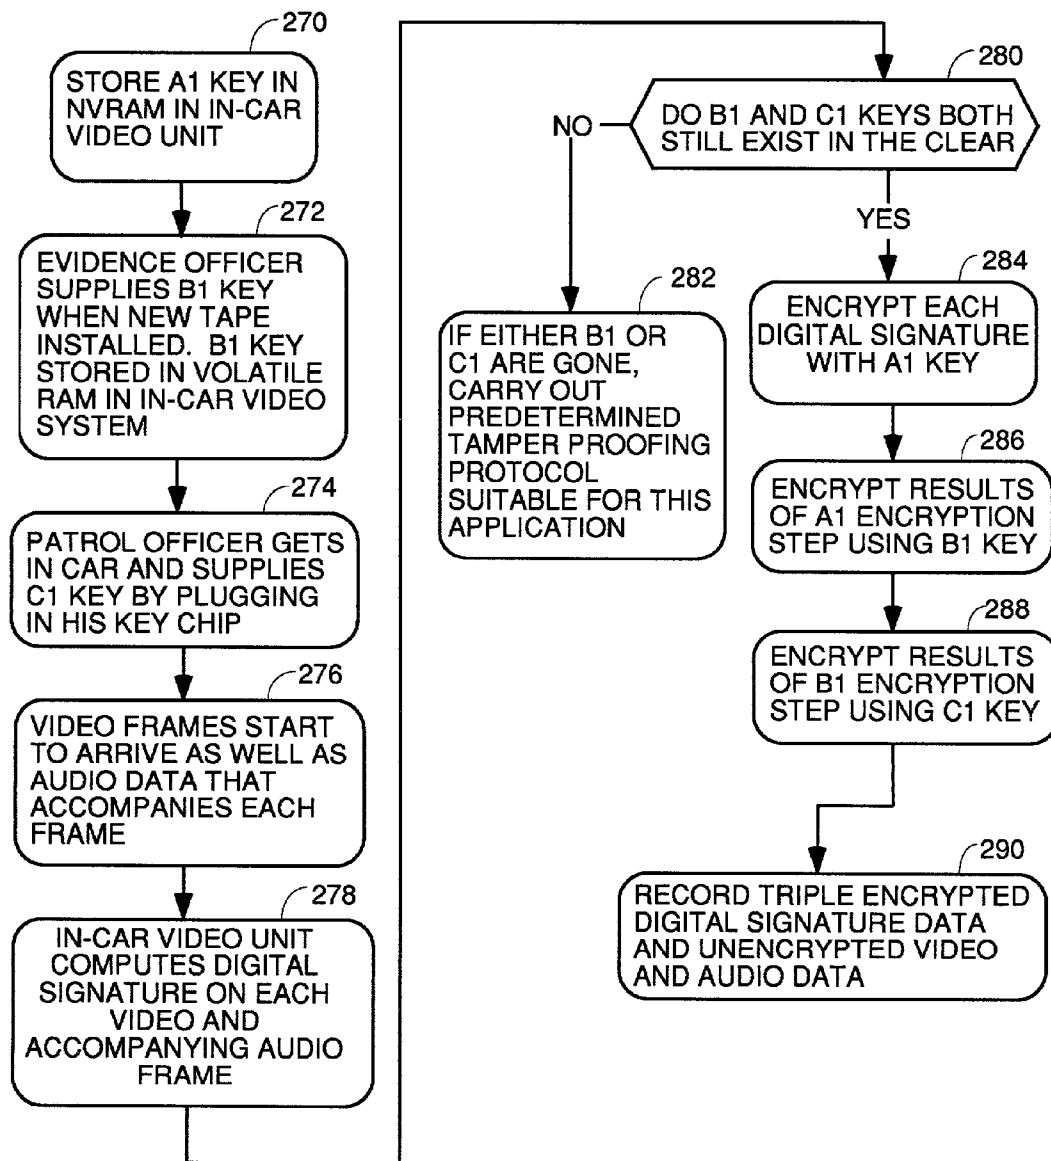 270
STORE A1 KEY IN
NVRAM IN IN-CAR
VIDEO UNIT
272
EVIDENCE OFFICER
SUPPLIES B1 KEY
WHEN NEW TAPE
INSTALLED. B1 KEY
STORED IN VOLATILE
RAM IN IN-CAR VIDEO
SYSTEM
274
PATROL OFFICER GETS
IN CAR AND SUPPLIES
C1 KEY BY PLUGGING
IN HIS KEY CHIP
276
VIDEO FRAMES START
TO ARRIVE AS WELL AS
AUDIO DATA THAT
ACCOMPANIES EACH
FRAME
278
IN-CAR VIDEO UNIT
COMPUTES DIGITAL
SIGNATURE ON EACH
VIDEO AND
ACCOMPANYING AUDIO
FRAME
280
DO B1 AND C1 KEYS BOTH
STILL EXIST IN THE CLEAR
NO
YES
282
IF EITHER B1 OR
C1 ARE GONE,
CARRY OUT
PREDETERMINED
TAMPER PROOFING
PROTOCOL
SUITABLE FOR THIS
APPLICATION
284
ENCRYPT EACH
DIGITAL SIGNATURE
WITH A1 KEY
286
ENCRYPT RESULTS
OF A1 ENCRYPTION
STEP USING B1 KEY
288
ENCRYPT RESULTS
OF B1 ENCRYPTION
STEP USING C1 KEY
290
RECORD TRIPLE ENCRYPTED
DIGITAL SIGNATURE DATA
AND UNENCRYPTED VIDEO
AND AUDIO DATA